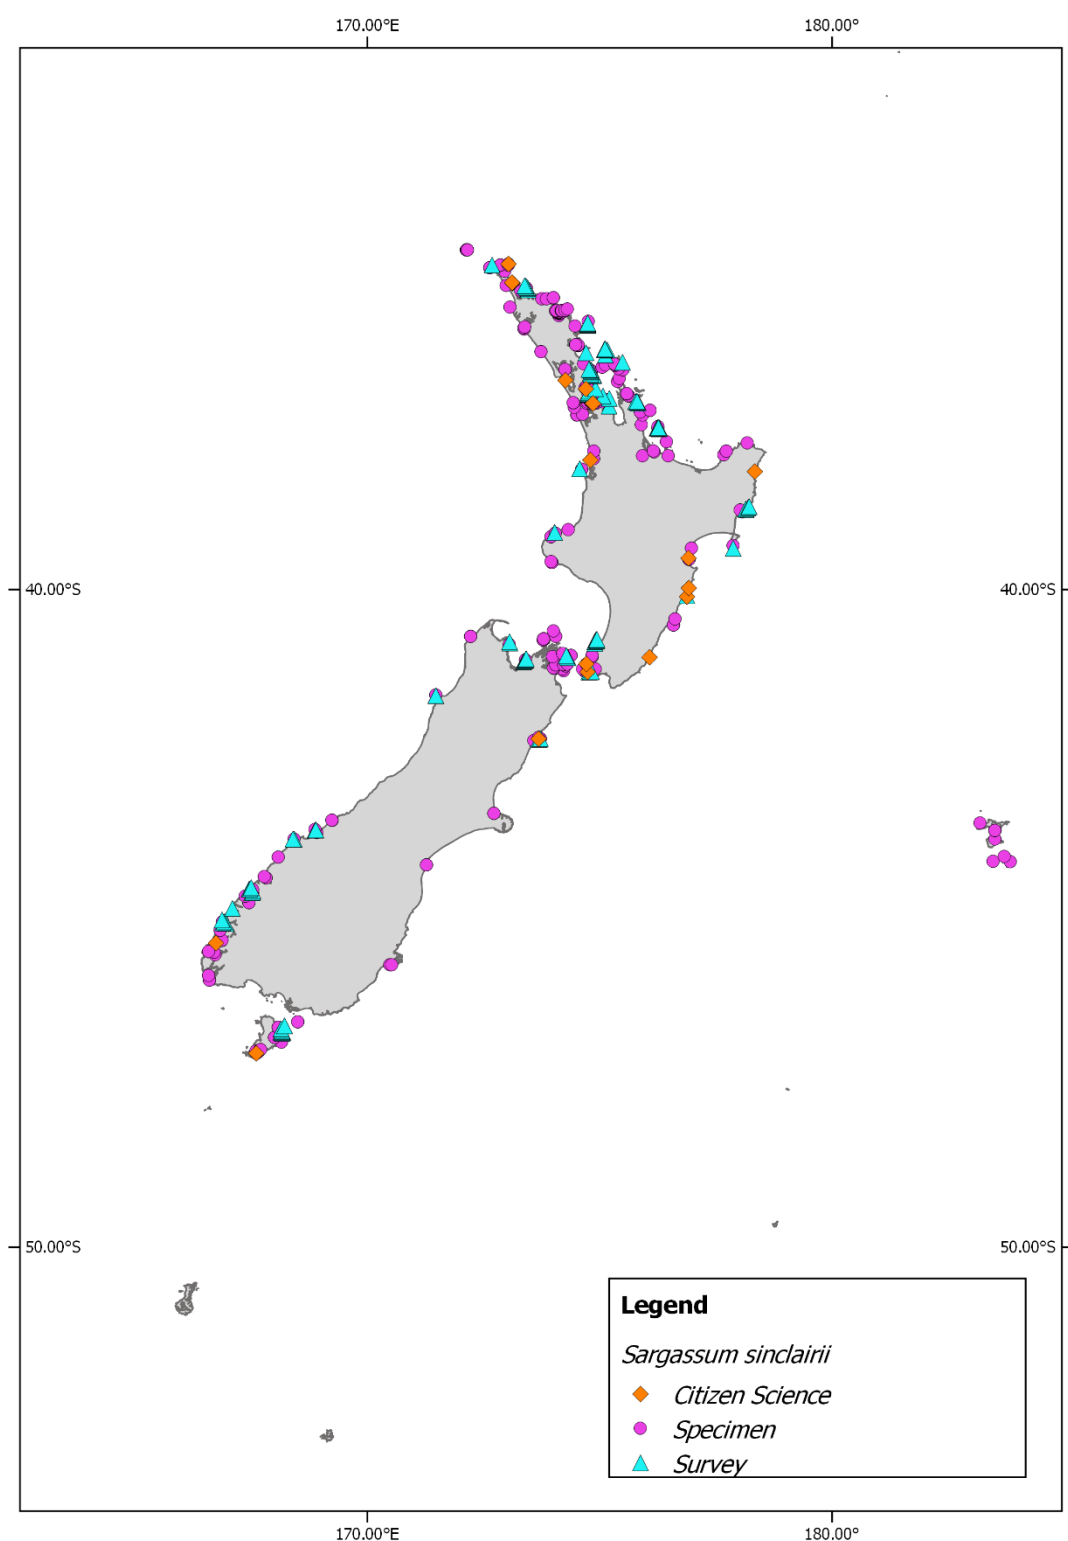 170.00°E 180.00°
40.00°S 40.00°S
50.00°S 50.00°S
Legend
Sargassum sinclairii
Citizen Science
Specimen
Survey
170.00°E 180.00°